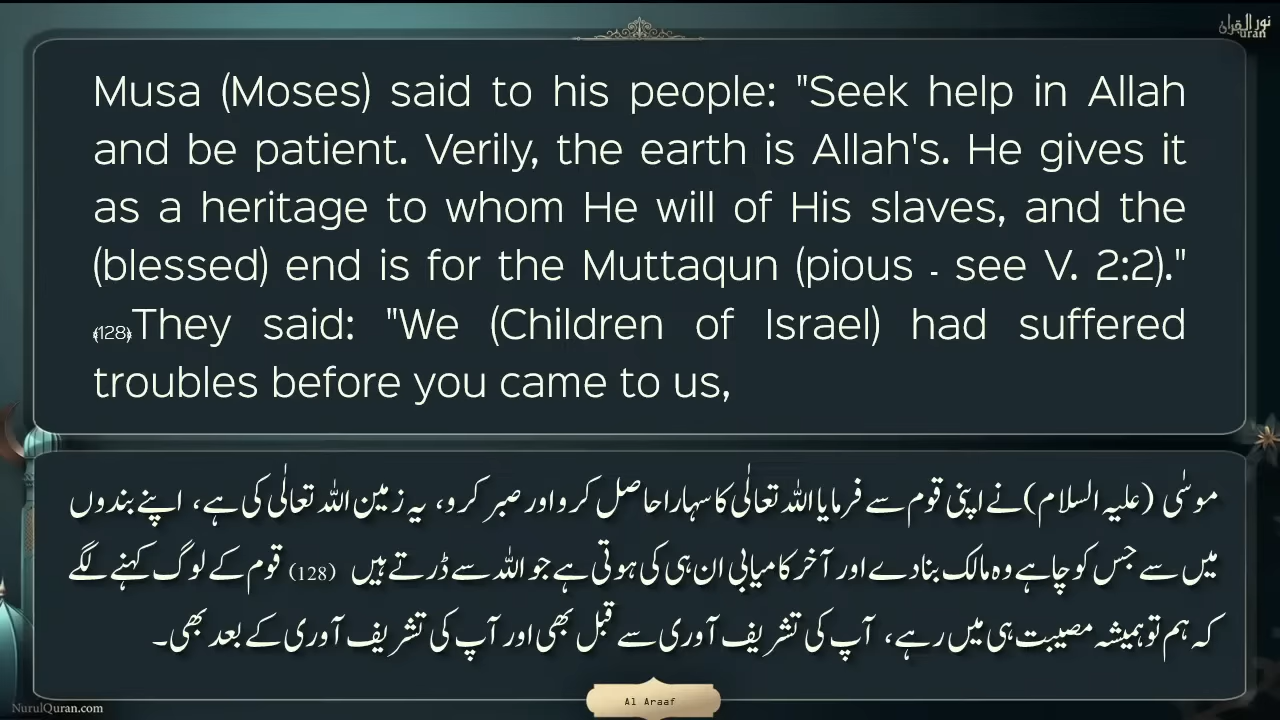 نور القرآن
Quran
Musa (Moses) said to his people: "Seek help in Allah
and be patient. Verily, the earth is Allah's. He gives it
as a heritage to whom He will of His slaves, and the
(blessed) end is for the Muttaqun (pious - see V. 2:2)."
﴾128﴿They said: "We (Children of Israel) had suffered
troubles before you came to us,
موسٰی (علیہ السلام) نے اپنی قوم سے فرمایا اللہ تعالٰی کا سہارا حاصل کرو اور صبر کرو، یہ زمین اللہ تعالٰی کی ہے، اپنے بندوں
میں سے جس کو چاہے وہ مالک بنادے اور آخر کامیابی ان ہی کی ہوتی ہے جو اللہ سے ڈرتے ہیں (128) قوم کے لوگ کہنے لگے
کہ ہم تو ہمیشہ مصیبت ہی میں رہے، آپ کی تشریف آوری سے قبل بھی اور آپ کی تشریف آوری کے بعد بھی۔
Al Araaf
NurulQuran.com